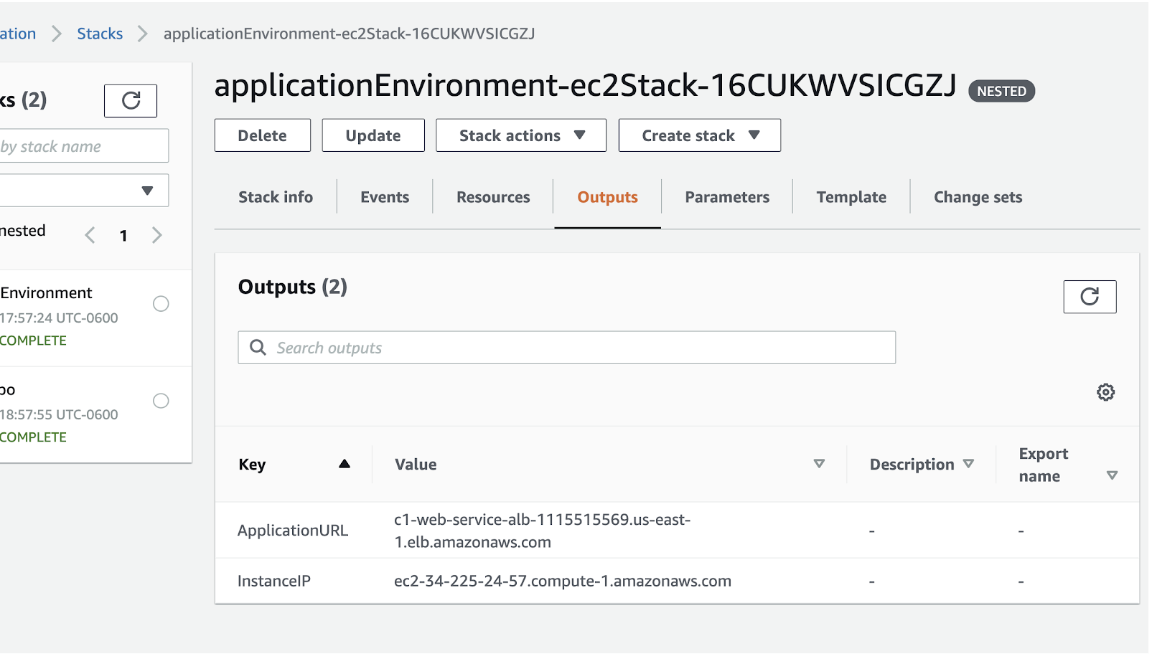 ation > Stacks > applicationEnvironment-ec2Stack-16CUKWVSICGZJ
ks (2)
by stack name
nested
1
Environment
17:57:24 UTC-0600
COMPLETE
oo
18:57:55 UTC-0600
COMPLETE
applicationEnvironment-ec2Stack-16CUKWVSICGZJ NESTED
Delete Update Stack actions Create stack
Stack info Events Resources Outputs Parameters Template Change sets
Outputs (2)
Search outputs
Key Value Description Export
name
ApplicationURL c1-web-service-alb-1115515569.us-east-
1.elb.amazonaws.com - -
InstanceIP ec2-34-225-24-57.compute-1.amazonaws.com - -